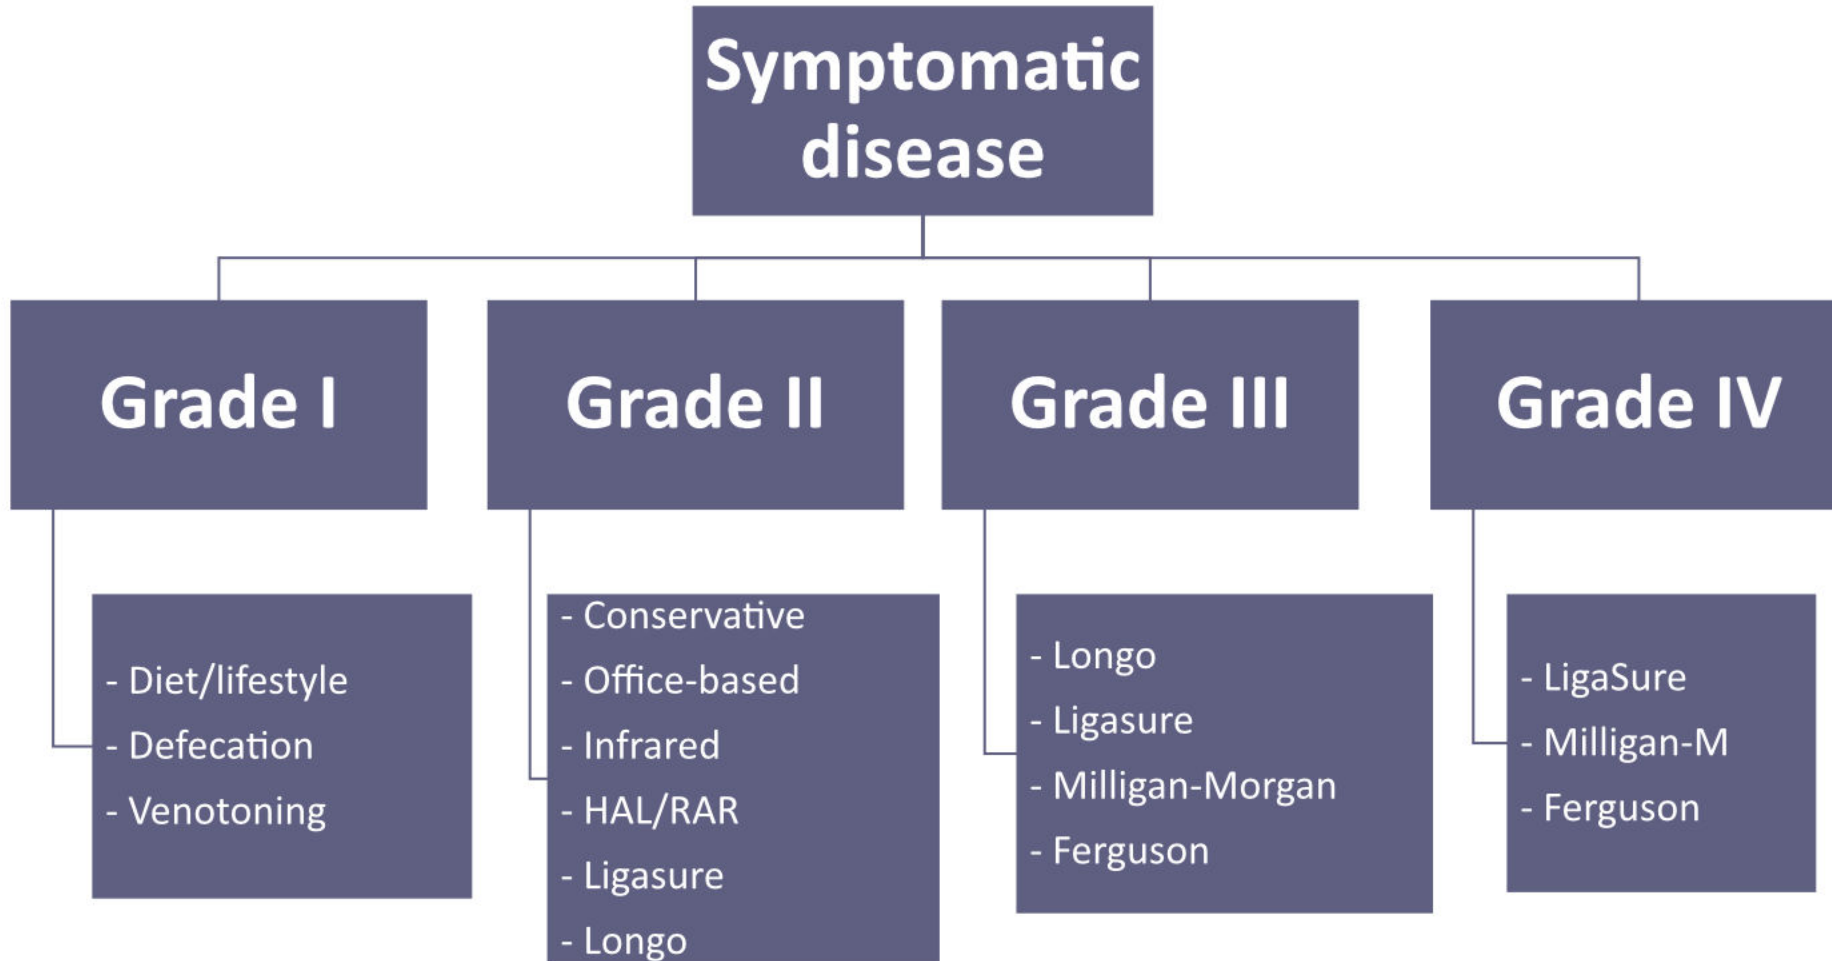 Symptomatic
disease
Grade I
Grade II
Grade III
Grade IV
- Diet/lifestyle
- Defecation
- Venotoning
- Conservative
- Office-based
- Infrared
- HAL/RAR
- Ligasure
- Longo
- Longo
- Ligasure
- Milligan-Morgan
- Ferguson
- LigaSure
- Milligan-M
- Ferguson